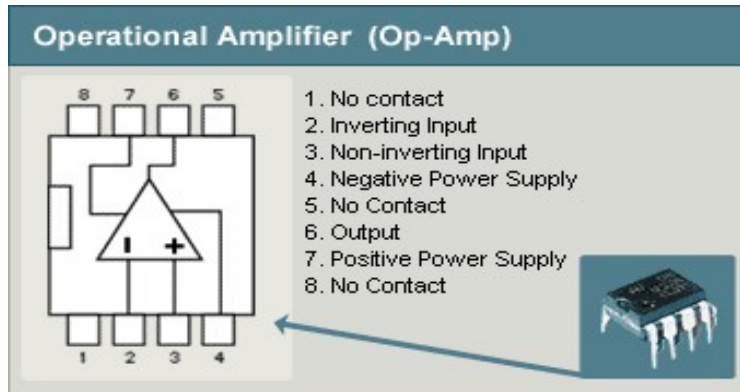 Operational Amplifier (Op-Amp)
8 7 6 5
- +
1 2 3 4
1. No contact
2. Inverting Input
3. Non-inverting Input
4. Negative Power Supply
5. No Contact
6. Output
7. Positive Power Supply
8. No Contact